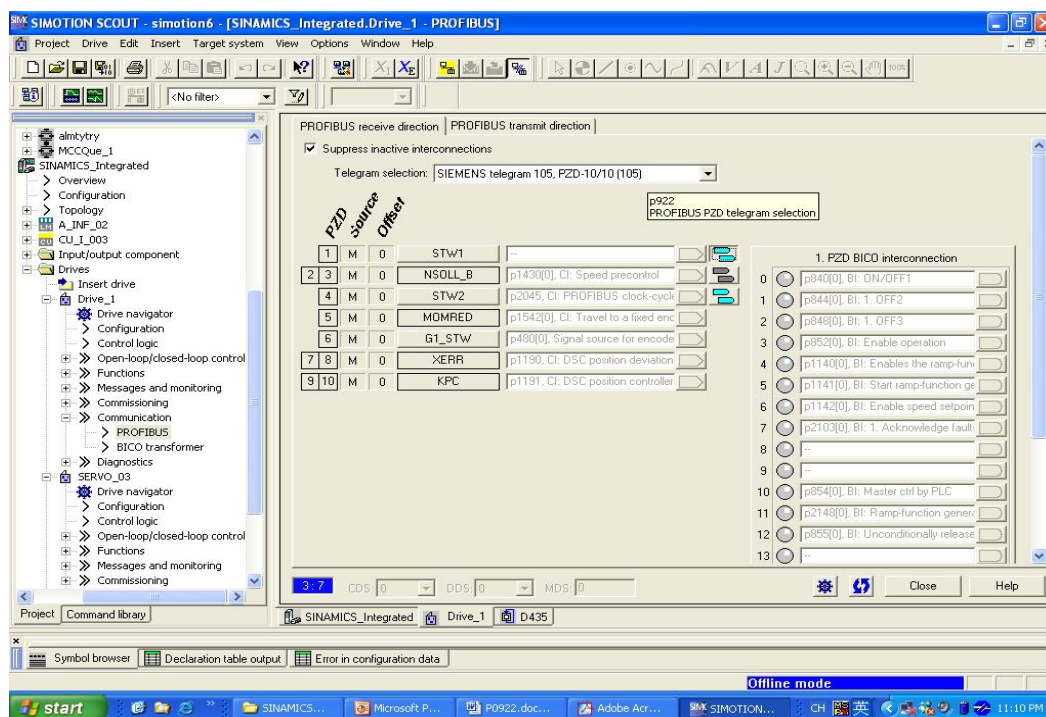 SIMOTION SCOUT - simotion6 - [SINAMICS_Integrated.Drive_1 - PROFIBUS]
Project Drive Edit Insert Target system View Options Window Help
<No filter>
almtytry
MCCQue_1
SINAMICS_Integrated
Overview
Configuration
Topology
A_INF_02
CU_I_003
Input/output component
Drives
Insert drive
Drive_1
Drive navigator
Configuration
Control logic
Open-loop/closed-loop control
Functions
Messages and monitoring
Commissioning
Communication
PROFIBUS
BICO transformer
Diagnostics
SERVO_03
Drive navigator
Configuration
Control logic
Open-loop/closed-loop control
Functions
Messages and monitoring
Commissioning
Project Command library
PROFIBUS receive direction PROFIBUS transmit direction
Suppress inactive interconnections
Telegram selection: SIEMENS telegram 105, PZD-10/10 (105)
p922
PROFIBUS PZD telegram selection
PZD Source Offset
1 M 0 STW1 --
2 3 M 0 NSOLL_B p1430[0], CI: Speed precontrol
4 M 0 STW2 p2045, CI: PROFIBUS clock-cycle
5 M 0 MOMRED p1542[0], CI: Travel to a fixed enc
6 M 0 G1_STW p480[0], Signal source for encode
7 8 M 0 XERR p1190, CI: DSC position deviation
9 10 M 0 KPC p1191, CI: DSC position controller
1. PZD BICO interconnection
0 p840[0], BI: ON/OFF1
1 p844[0], BI: 1. OFF2
2 p848[0], BI: 1. OFF3
3 p852[0], BI: Enable operation
4 p1140[0], BI: Enables the ramp-fun
5 p1141[0], BI: Start ramp-function ge
6 p1142[0], BI: Enable speed setpoin
7 p2103[0], BI: 1. Acknowledge fault
8 --
9 --
10 p854[0], BI: Master ctrl by PLC
11 p2148[0], BI: Ramp-function genera
12 p855[0], BI: Unconditionally release
13 --
3:7 CDS: 0 DDS: 0 MDS: 0 Close Help
SINAMICS_Integrated Drive_1 D435
Symbol browser Declaration table output Error in configuration data
Offline mode
start SINAMICS... Microsoft P... P0922.doc... Adobe Acr... SIMOTION... CH 英 11:10 PM